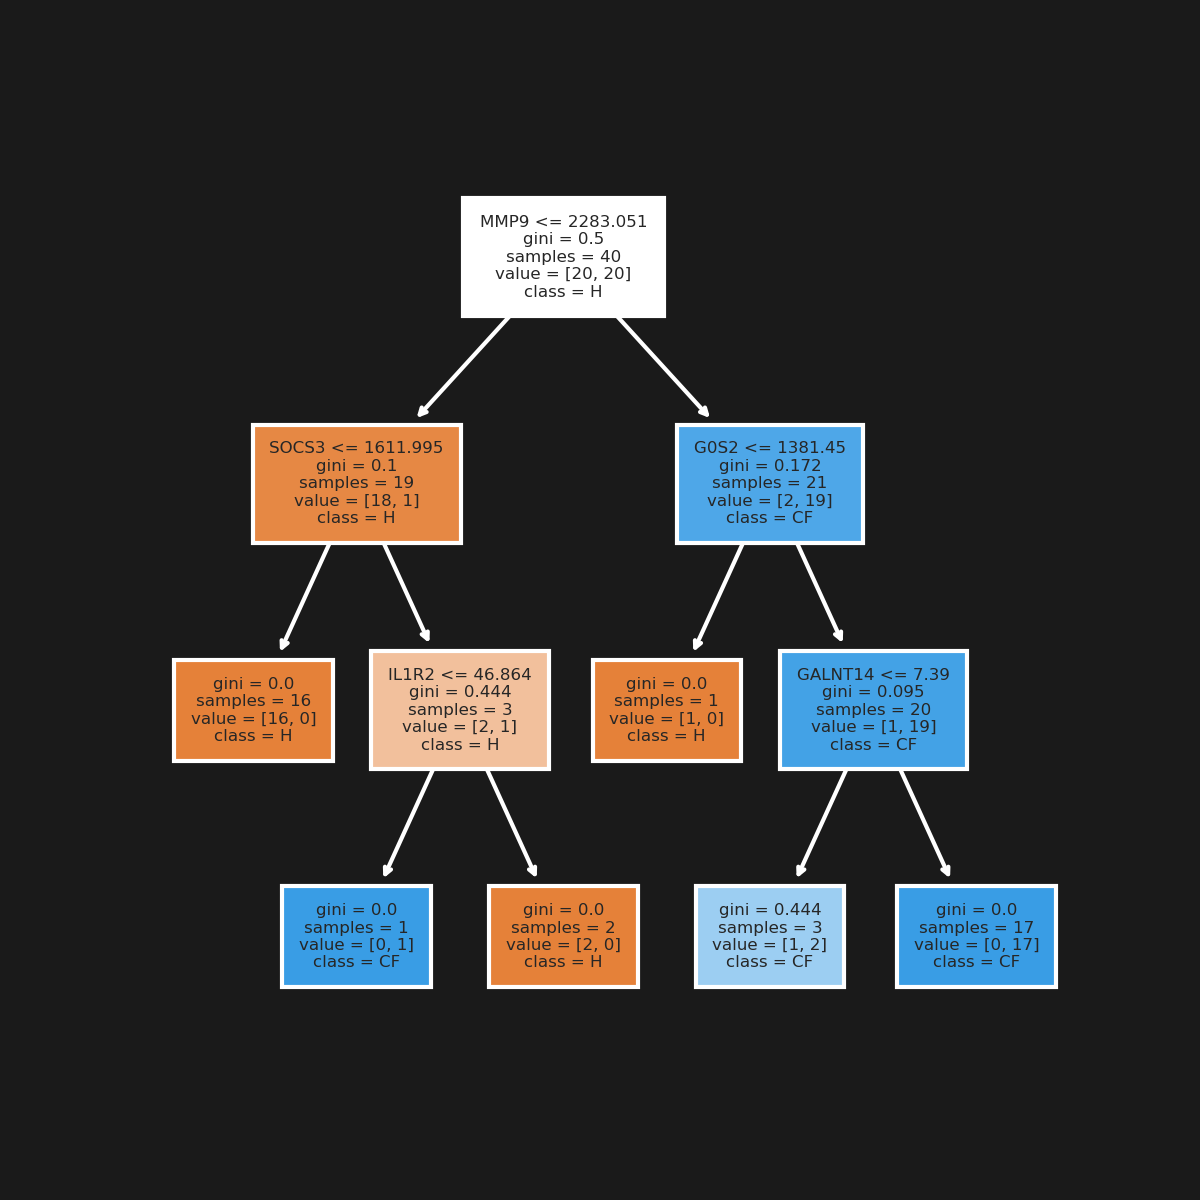 MMP9 <= 2283.051
gini = 0.5
samples = 40
value = [20, 20]
class = H
SOCS3 <= 1611.995
gini = 0.1
samples = 19
value = [18, 1]
class = H
G0S2 <= 1381.45
gini = 0.172
samples = 21
value = [2, 19]
class = CF
gini = 0.0
samples = 16
value = [16, 0]
class = H
IL1R2 <= 46.864
gini = 0.444
samples = 3
value = [2, 1]
class = H
gini = 0.0
samples = 1
value = [1, 0]
class = H
GALNT14 <= 7.39
gini = 0.095
samples = 20
value = [1, 19]
class = CF
gini = 0.0
samples = 1
value = [0, 1]
class = CF
gini = 0.0
samples = 2
value = [2, 0]
class = H
gini = 0.444
samples = 3
value = [1, 2]
class = CF
gini = 0.0
samples = 17
value = [0, 17]
class = CF